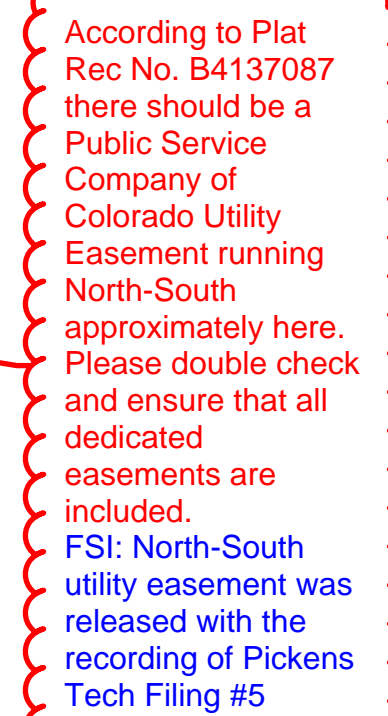 According to Plat
Rec No. B4137087
there should be a
Public Service
Company of
Colorado Utility
Easement running
North-South
approximately here.
Please double check
and ensure that all
dedicated
easements are
included.
FSI: North-South
utility easement was
released with the
recording of Pickens
Tech Filing #5